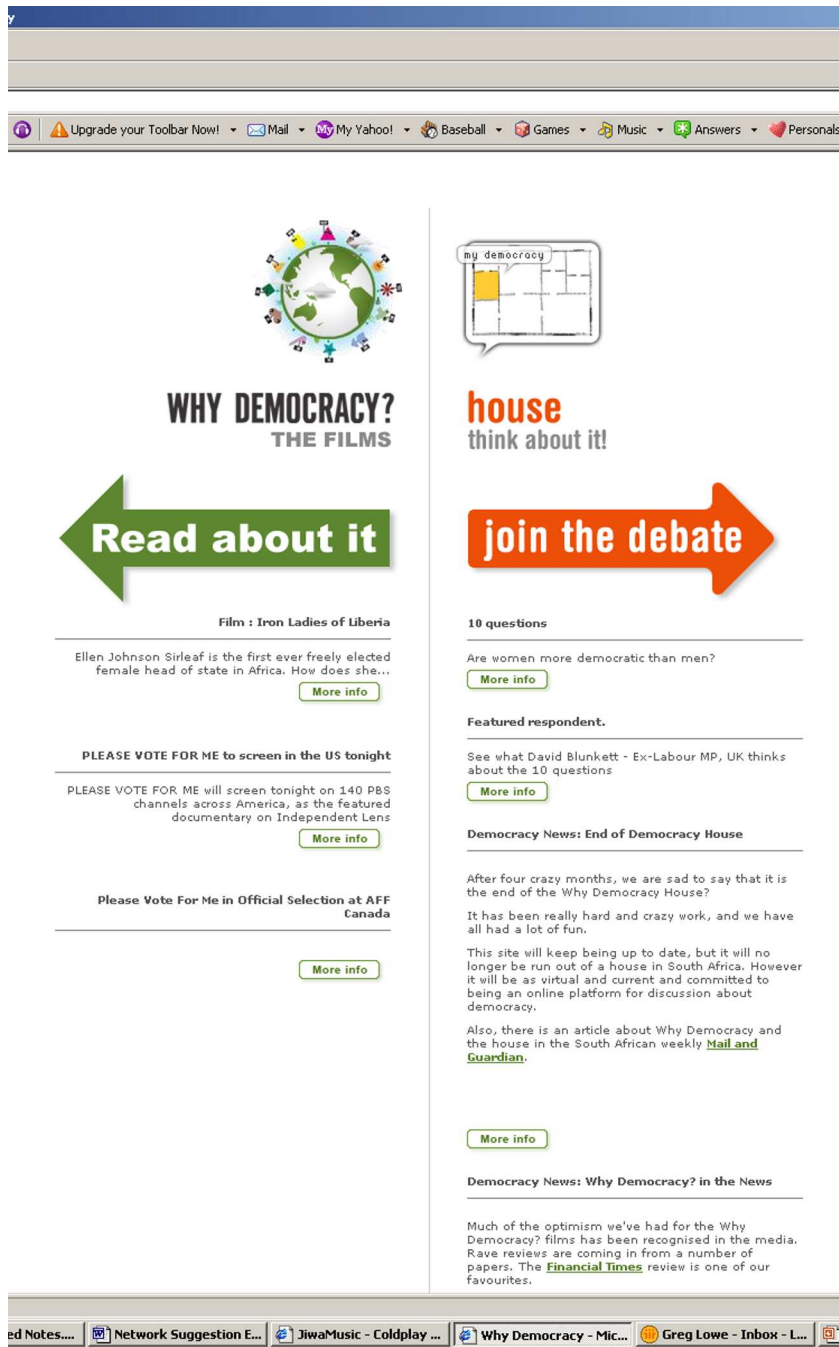 y
Upgrade your Toolbar Now! Mail My Yahoo! Baseball Games Music Answers Personals
WHY DEMOCRACY?
THE FILMS
Read about it
Film : Iron Ladies of Liberia
Ellen Johnson Sirleaf is the first ever freely elected
female head of state in Africa. How does she...
More info
PLEASE VOTE FOR ME to screen in the US tonight
PLEASE VOTE FOR ME will screen tonight on 140 PBS
channels across America, as the featured
documentary on Independent Lens
More info
Please Vote For Me in Official Selection at AFF
Canada
More info
my democracy
house
think about it!
join the debate
10 questions
Are women more democratic than men?
More info
Featured respondent.
See what David Blunkett - Ex-Labour MP, UK thinks
about the 10 questions
More info
Democracy News: End of Democracy House
After four crazy months, we are sad to say that it is
the end of the Why Democracy House?
It has been really hard and crazy work, and we have
all had a lot of fun.
This site will keep being up to date, but it will no
longer be run out of a house in South Africa. However
it will be as virtual and current and committed to
being an online platform for discussion about
democracy.
Also, there is an article about Why Democracy and
the house in the South African weekly Mail and
Guardian.
More info
Democracy News: Why Democracy? in the News
Much of the optimism we've had for the Why
Democracy? films has been recognised in the media.
Rave reviews are coming in from a number of
papers. The Financial Times review is one of our
favourites.
ed Notes.... Network Suggestion E... JiwaMusic - Coldplay ... Why Democracy - Mic... Greg Lowe - Inbox - L...